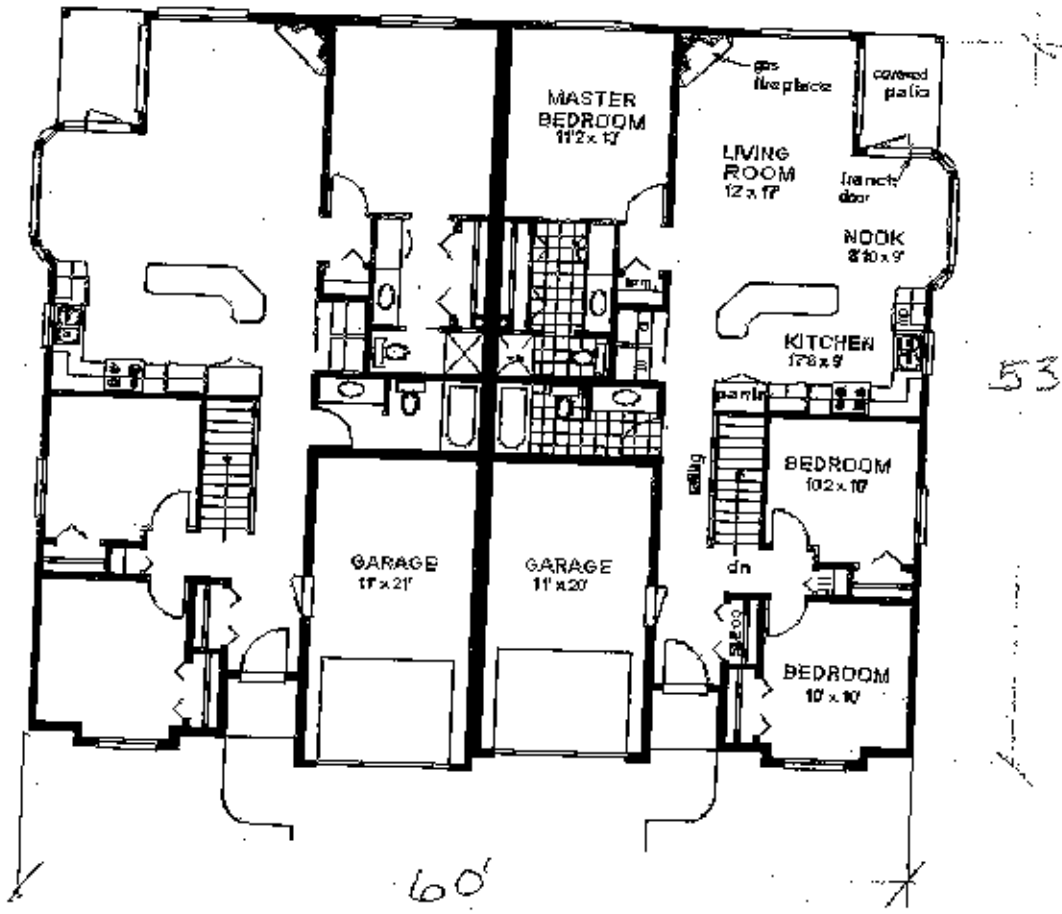 gas
fireplace
covered
patio
MASTER
BEDROOM
11'2 x 13'
LIVING
ROOM
12' x 17'
french
door
NOOK
8'10 x 9'
KITCHEN
17'8 x 9'
53
railing
BEDROOM
10'2 x 10'
GARAGE
11' x 21'
GARAGE
11' x 20'
dn
BEDROOM
10' x 10'
60'